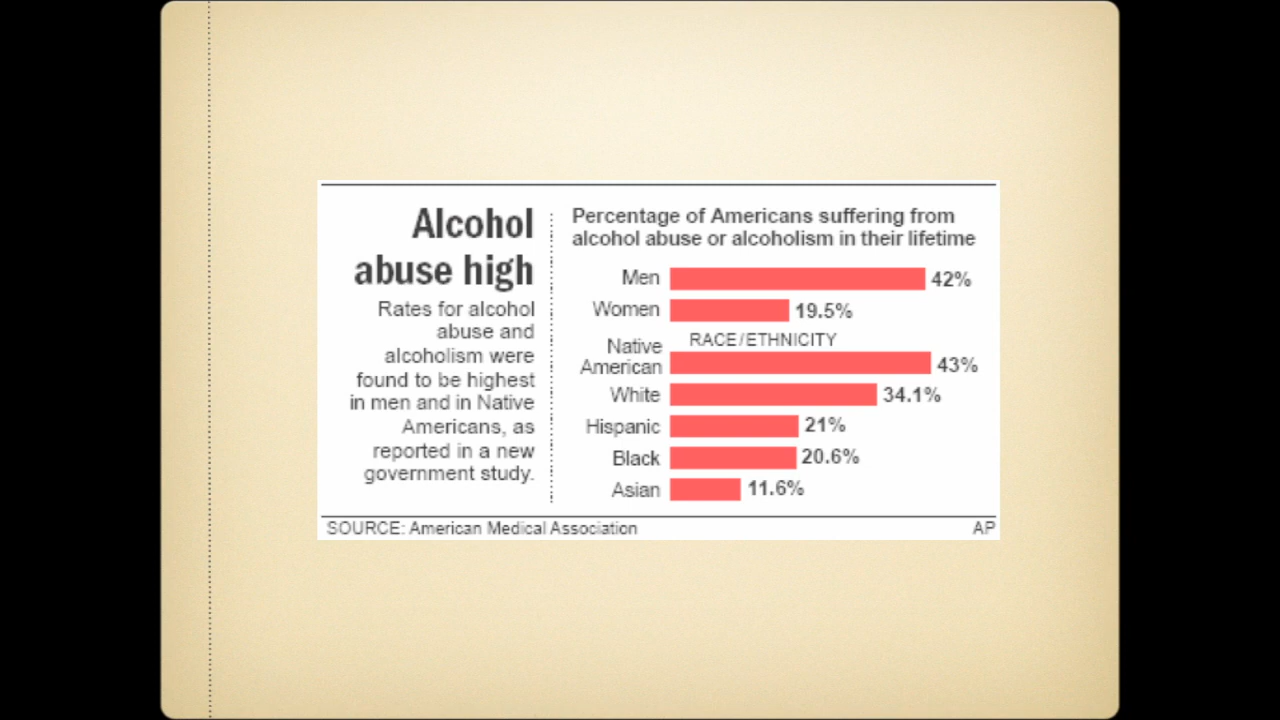 Alcohol
abuse high
Rates for alcohol
abuse and
alcoholism were
found to be highest
in men and in Native
Americans, as
reported in a new
government study.
Percentage of Americans suffering from
alcohol abuse or alcoholism in their lifetime
Men 42%
Women 19.5%
RACE/ETHNICITY
Native
American 43%
White 34.1%
Hispanic 21%
Black 20.6%
Asian 11.6%
SOURCE: American Medical Association AP